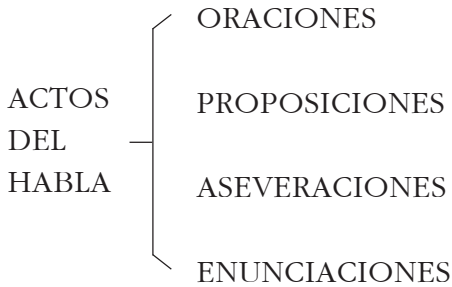 ORACIONES
ACTOS
DEL
HABLA
PROPOSICIONES
ASEVERACIONES
ENUNCIACIONES